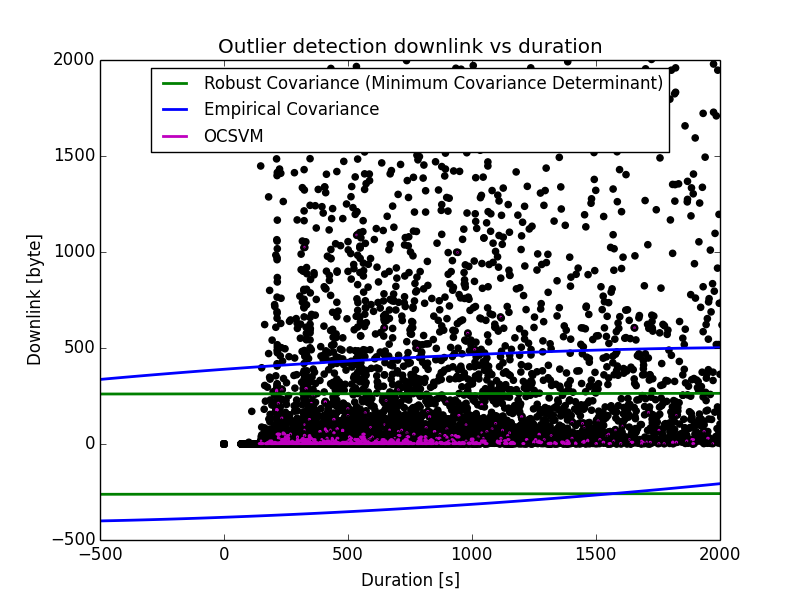 Outlier detection downlink vs duration
Robust Covariance (Minimum Covariance Determinant)
Empirical Covariance
OCSVM
Downlink [byte]
2000
1500
1000
500
0
−500
−500
0
500
1000
1500
2000
Duration [s]